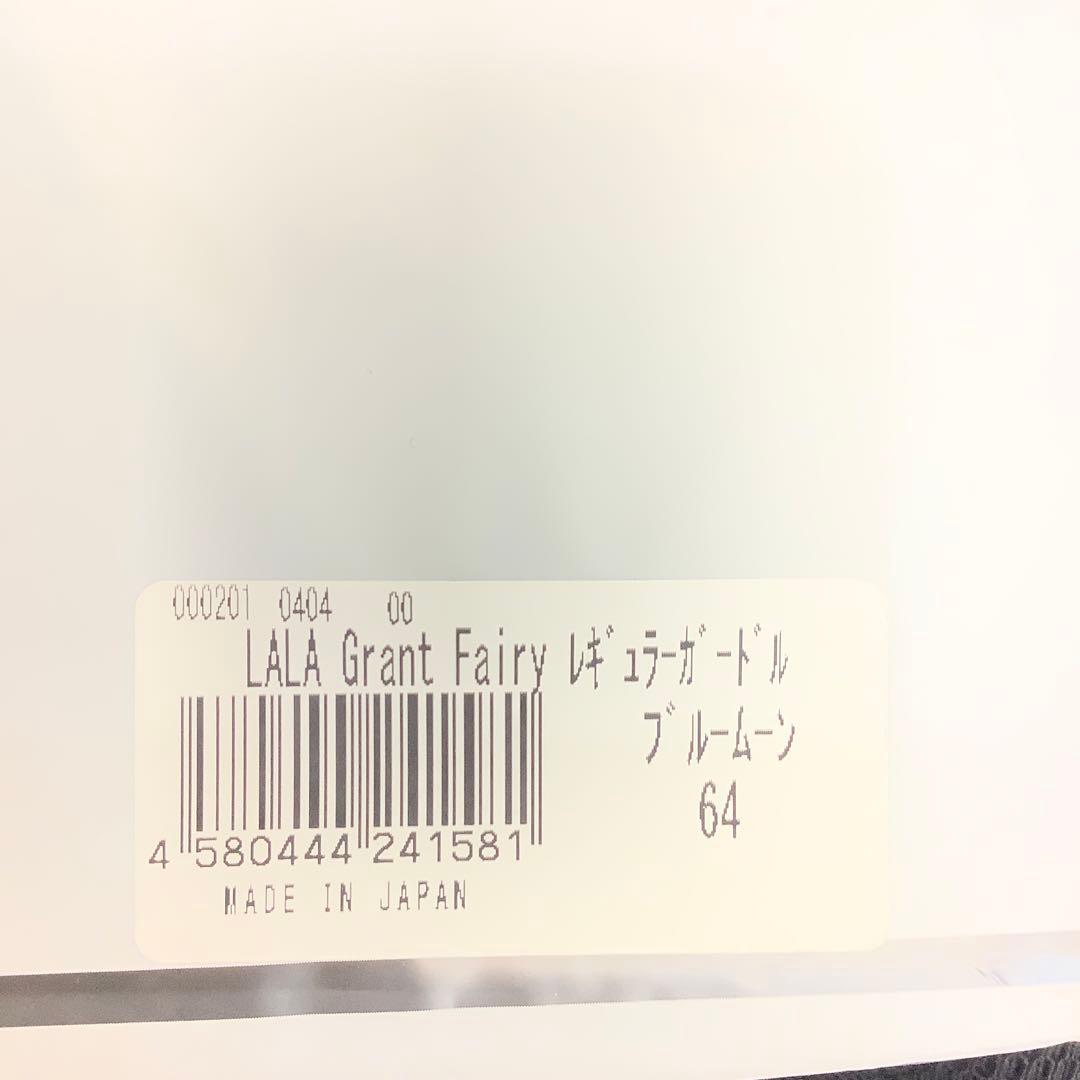 000201 0404 00
LALA Grant Fairy ﾚｷﾞｭﾗｰｶﾞｰﾄﾞﾙ
ﾌﾞﾙｰﾑｰﾝ
64
4 580444 241581
MADE IN JAPAN